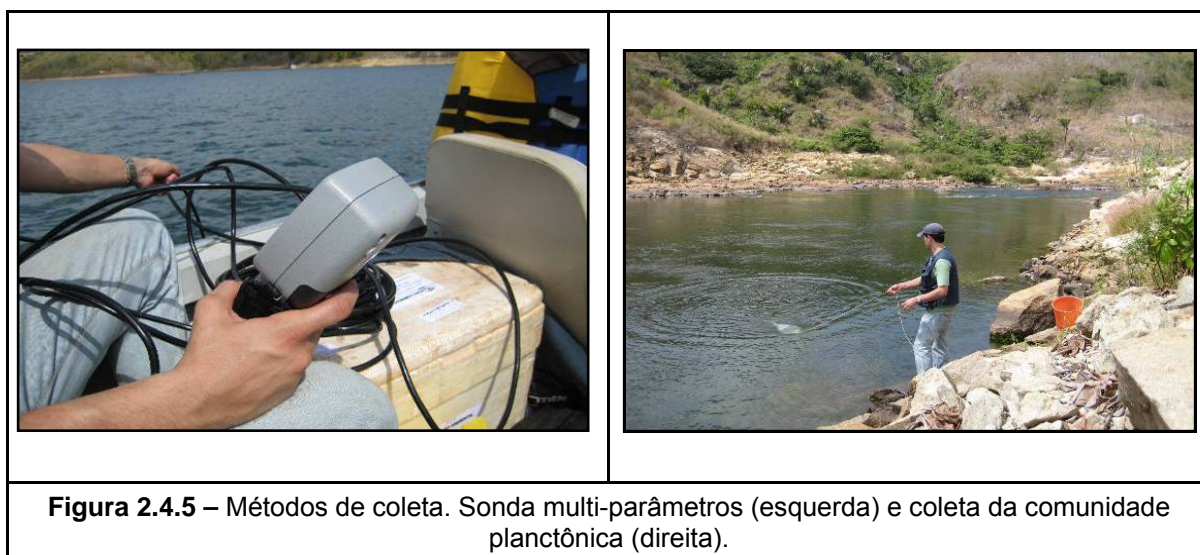 Figura 2.4.5 – Métodos de coleta. Sonda multi-parâmetros (esquerda) e coleta da comunidade
planctônica (direita).